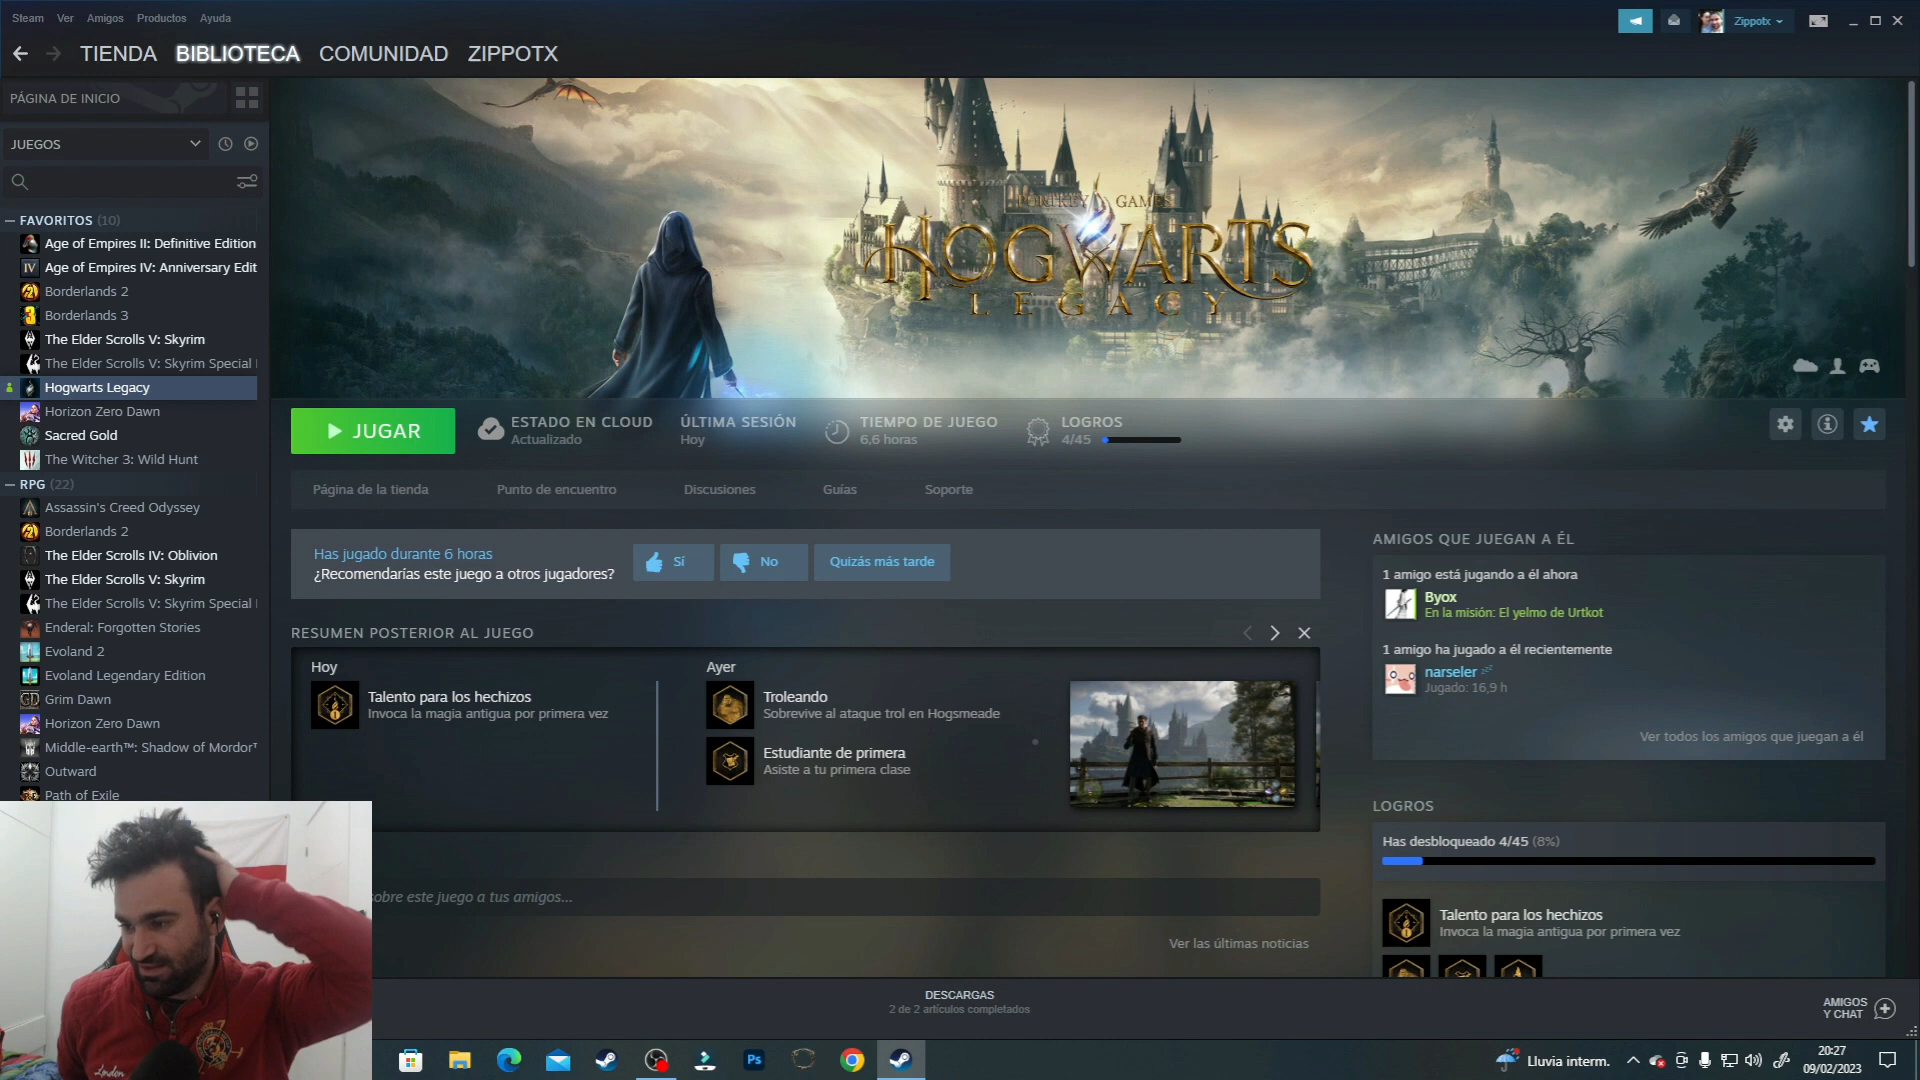 Steam Ver Amigos Productos Ayuda
Zippotx
TIENDA BIBLIOTECA COMUNIDAD ZIPPOTX
PÁGINA DE INICIO
JUEGOS
FAVORITOS (10)
Age of Empires II: Definitive Edition
Age of Empires IV: Anniversary Edit
Borderlands 2
Borderlands 3
The Elder Scrolls V: Skyrim
The Elder Scrolls V: Skyrim Special
Hogwarts Legacy
Horizon Zero Dawn
Sacred Gold
The Witcher 3: Wild Hunt
RPG (22)
Assassin's Creed Odyssey
Borderlands 2
The Elder Scrolls IV: Oblivion
The Elder Scrolls V: Skyrim
The Elder Scrolls V: Skyrim Special
Enderal: Forgotten Stories
Evoland 2
Evoland Legendary Edition
Grim Dawn
Horizon Zero Dawn
Middle-earth™: Shadow of Mordor™
Outward
Path of Exile
PORTKEY GAMES
HOGWARTS
LEGACY
JUGAR
ESTADO EN CLOUD
Actualizado
ÚLTIMA SESIÓN
Hoy
TIEMPO DE JUEGO
6,6 horas
LOGROS
4/45
Página de la tienda Punto de encuentro Discusiones Guías Soporte
Has jugado durante 6 horas
¿Recomendarías este juego a otros jugadores?
Sí No Quizás más tarde
RESUMEN POSTERIOR AL JUEGO
Hoy
Talento para los hechizos
Invoca la magia antigua por primera vez
Ayer
Troleando
Sobrevive al ataque trol en Hogsmeade
Estudiante de primera
Asiste a tu primera clase
sobre este juego a tus amigos...
Ver las últimas noticias
AMIGOS QUE JUEGAN A ÉL
1 amigo está jugando a él ahora
Byox
En la misión: El yelmo de Urtkot
1 amigo ha jugado a él recientemente
narseler
Jugado: 16,9 h
Ver todos los amigos que juegan a él
LOGROS
Has desbloqueado 4/45 (8%)
Talento para los hechizos
Invoca la magia antigua por primera vez
DESCARGAS
2 de 2 artículos completados
AMIGOS
Y CHAT
London
Ps
Lluvia interm.
20:27
09/02/2023